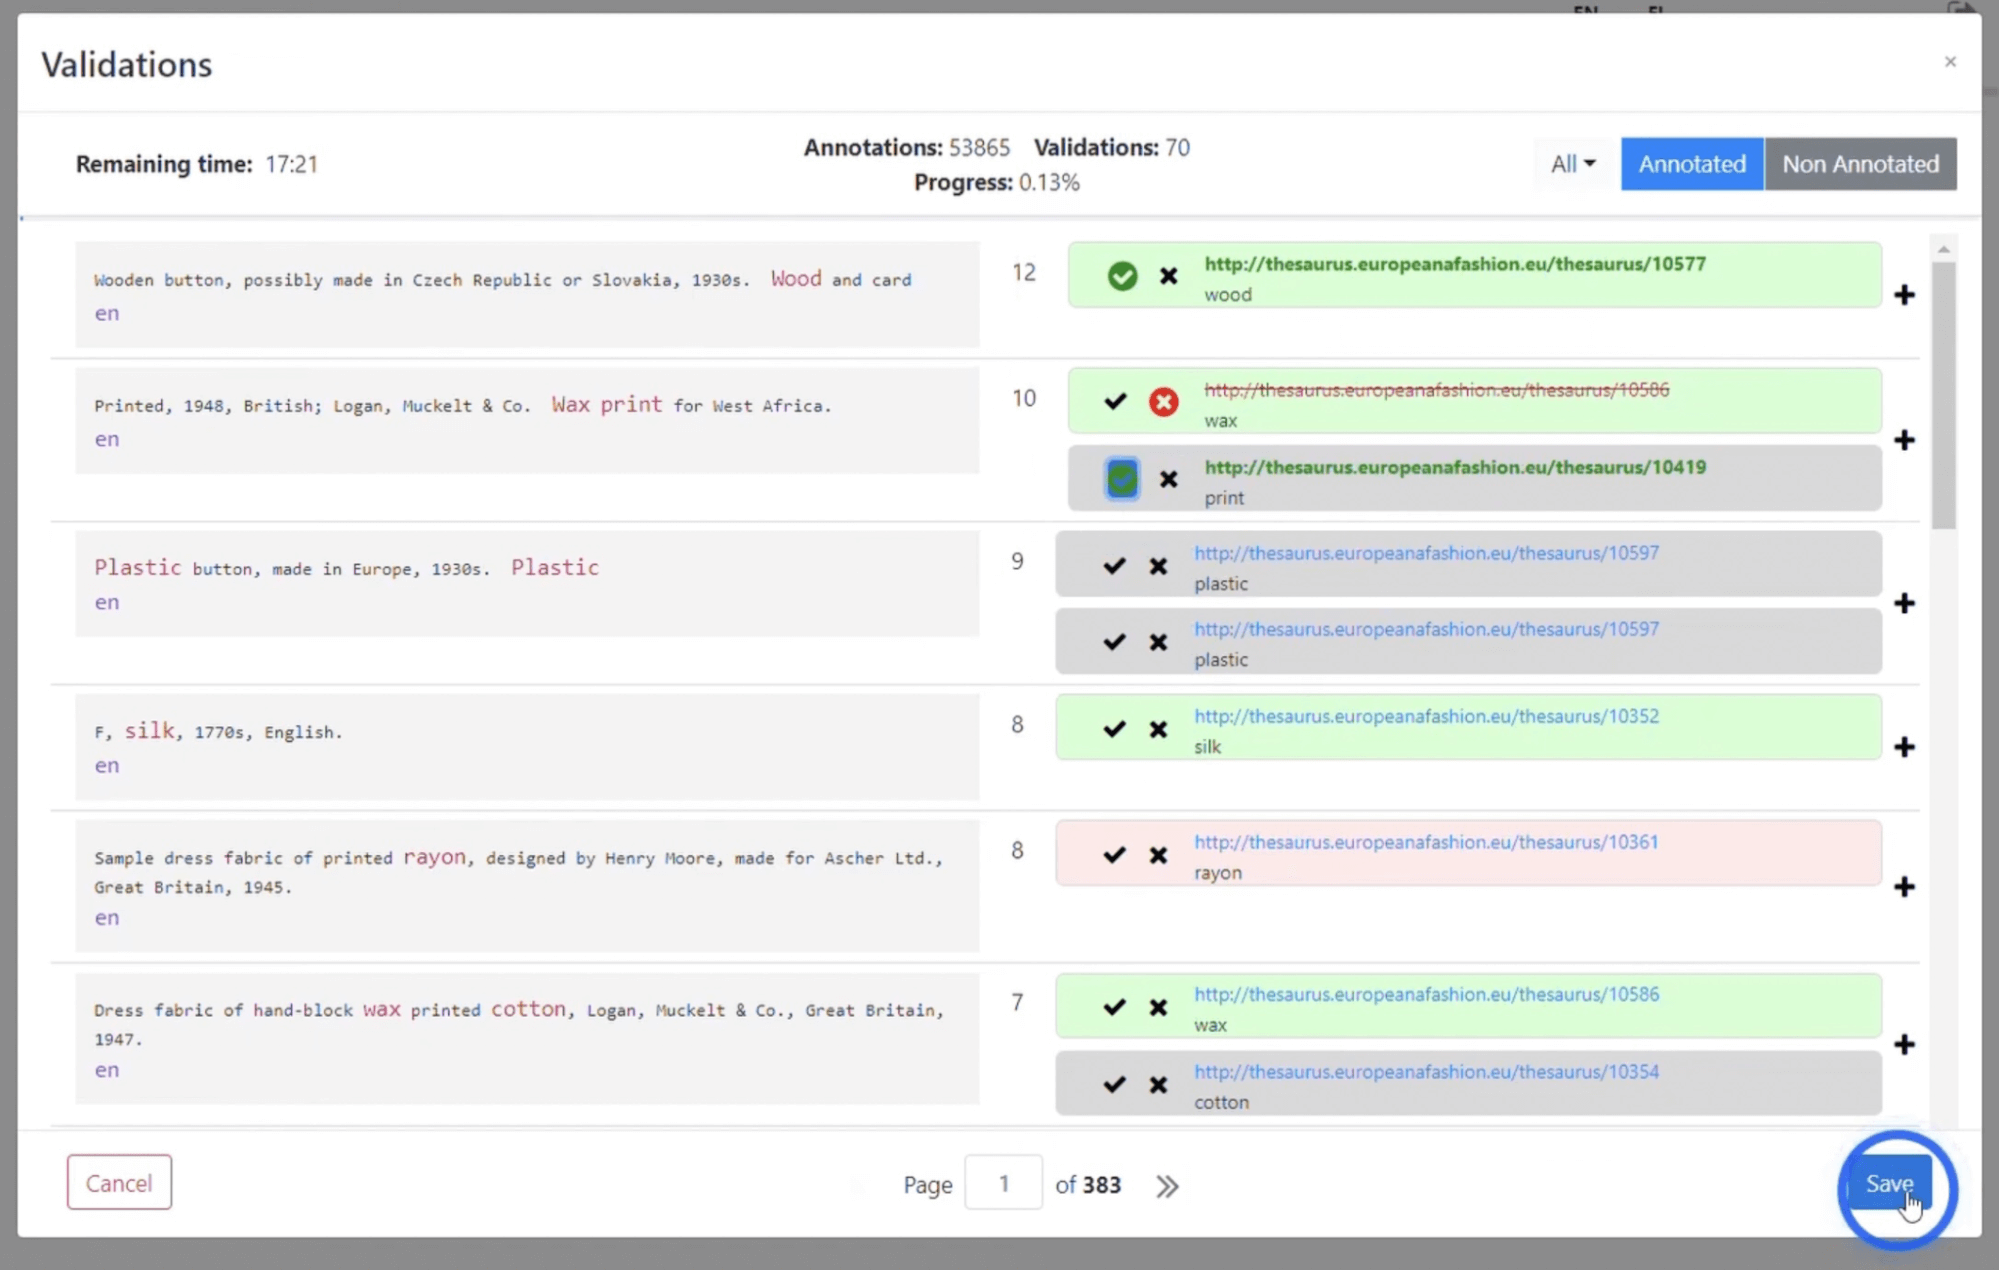 EN EL
Validations
×
Remaining time: 17:21
Annotations: 53865 Validations: 70
Progress: 0.13%
All
Annotated
Non Annotated
Wooden button, possibly made in Czech Republic or Slovakia, 1930s. Wood and card
en
12
http://thesaurus.europeanafashion.eu/thesaurus/10577
wood
Printed, 1948, British; Logan, Muckelt & Co. Wax print for West Africa.
en
10
http://thesaurus.europeanafashion.eu/thesaurus/10586
wax
http://thesaurus.europeanafashion.eu/thesaurus/10419
print
Plastic button, made in Europe, 1930s. Plastic
en
9
http://thesaurus.europeanafashion.eu/thesaurus/10597
plastic
http://thesaurus.europeanafashion.eu/thesaurus/10597
plastic
F, silk, 1770s, English.
en
8
http://thesaurus.europeanafashion.eu/thesaurus/10352
silk
Sample dress fabric of printed rayon, designed by Henry Moore, made for Ascher Ltd.,
Great Britain, 1945.
en
8
http://thesaurus.europeanafashion.eu/thesaurus/10361
rayon
Dress fabric of hand-block wax printed cotton, Logan, Muckelt & Co., Great Britain,
1947.
en
7
http://thesaurus.europeanafashion.eu/thesaurus/10586
wax
http://thesaurus.europeanafashion.eu/thesaurus/10354
cotton
Cancel
Page 1 of 383 »
Save